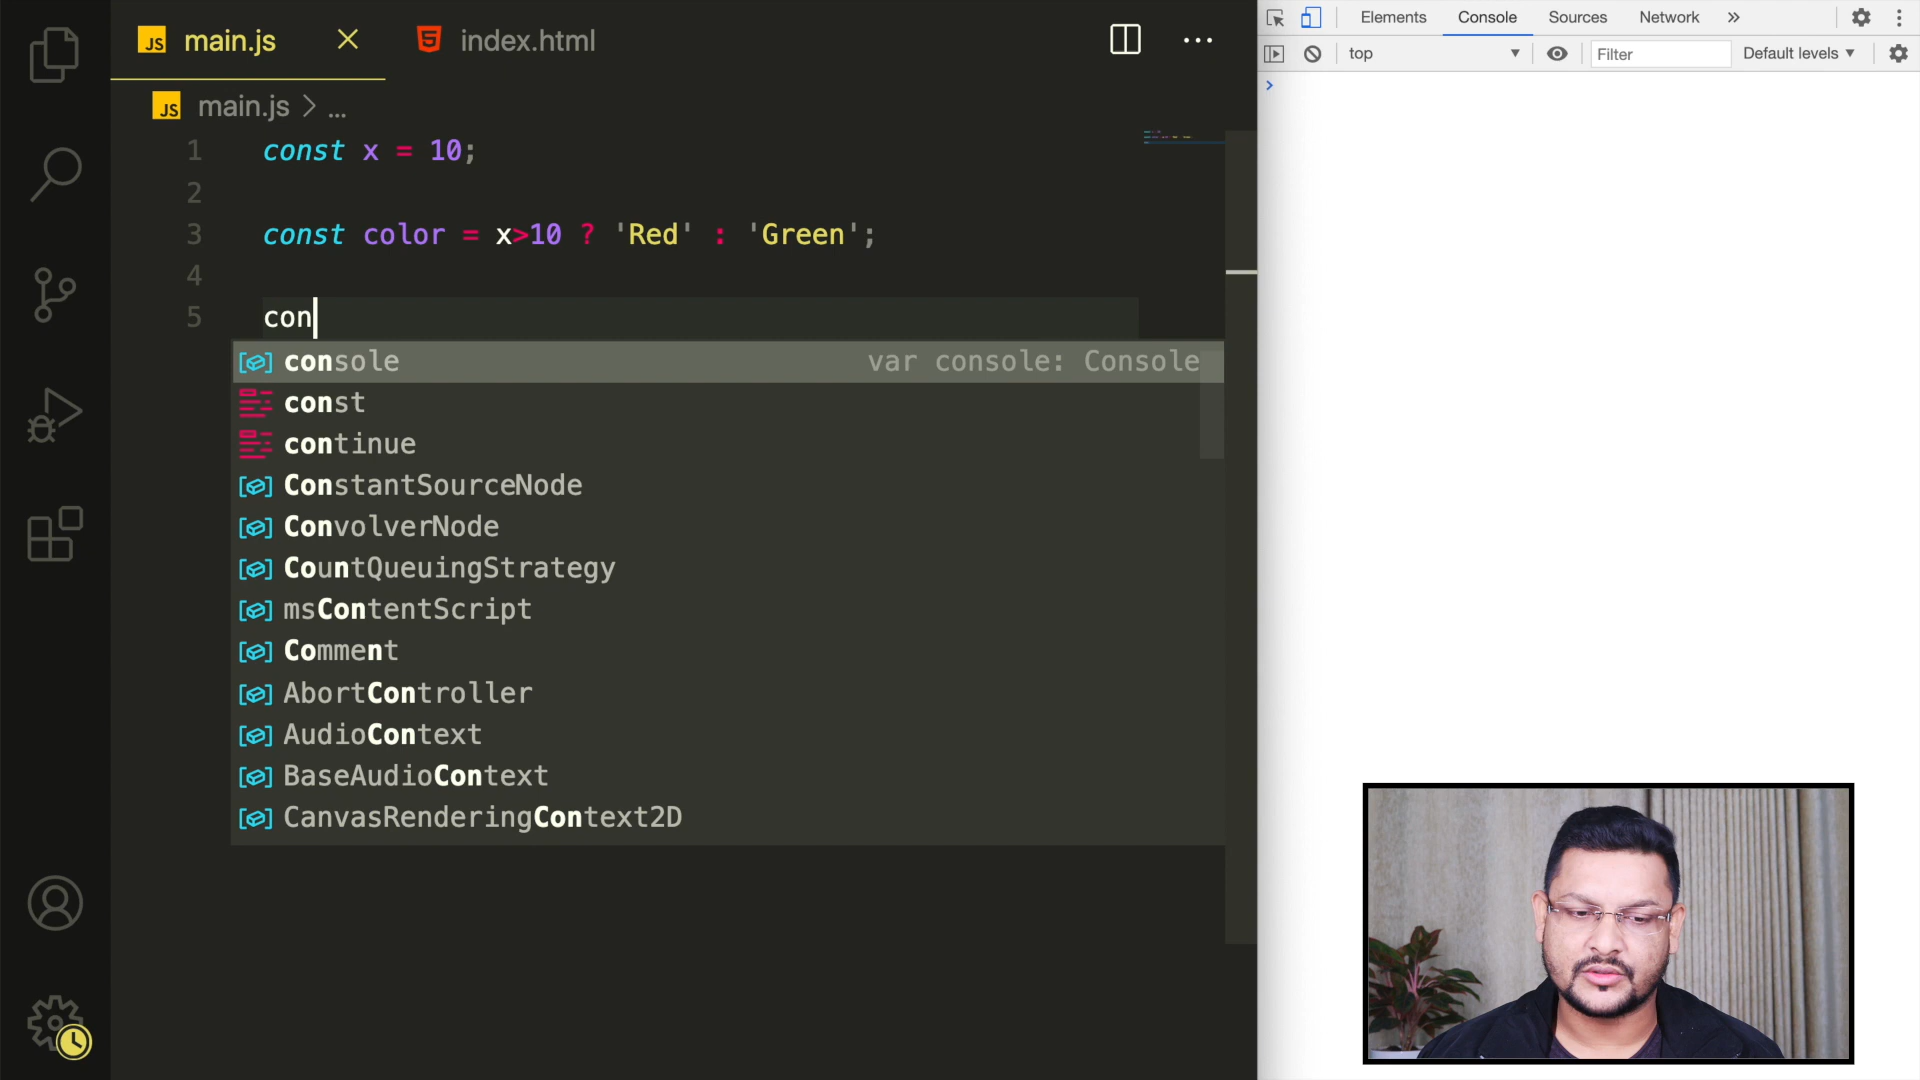 JS main.js index.html
JS main.js > ...
1 const x = 10;
2
3 const color = x>10 ? 'Red' : 'Green';
4
5 con
console var console: Console
const
continue
ConstantSourceNode
ConvolverNode
CountQueuingStrategy
msContentScript
Comment
AbortController
AudioContext
BaseAudioContext
CanvasRenderingContext2D
Elements Console Sources Network »
top Filter Default levels